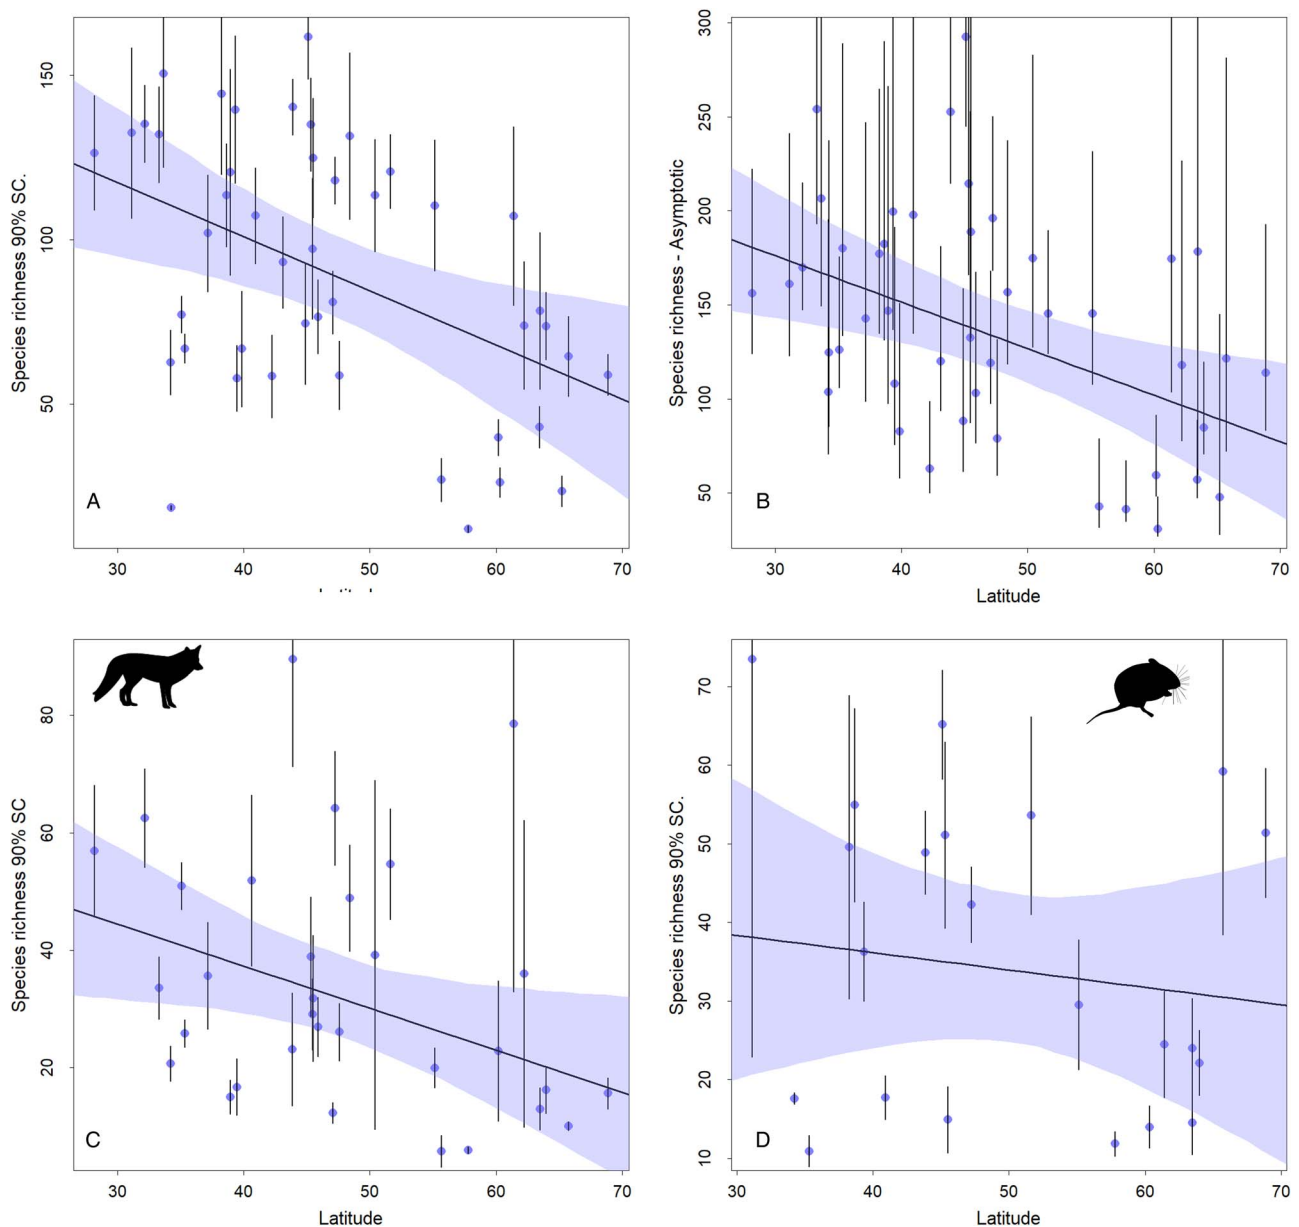 Species richness 90% SC.
150
100
50
A
30 40 50 60 70
Species richness - Asymptotic
300
250
200
150
100
50
B
30 40 50 60 70
Latitude
Species richness 90% SC
80
60
40
20
C
30 40 50 60 70
Latitude
Species richness 90% SC.
70
60
50
40
30
20
10
D
30 40 50 60 70
Latitude